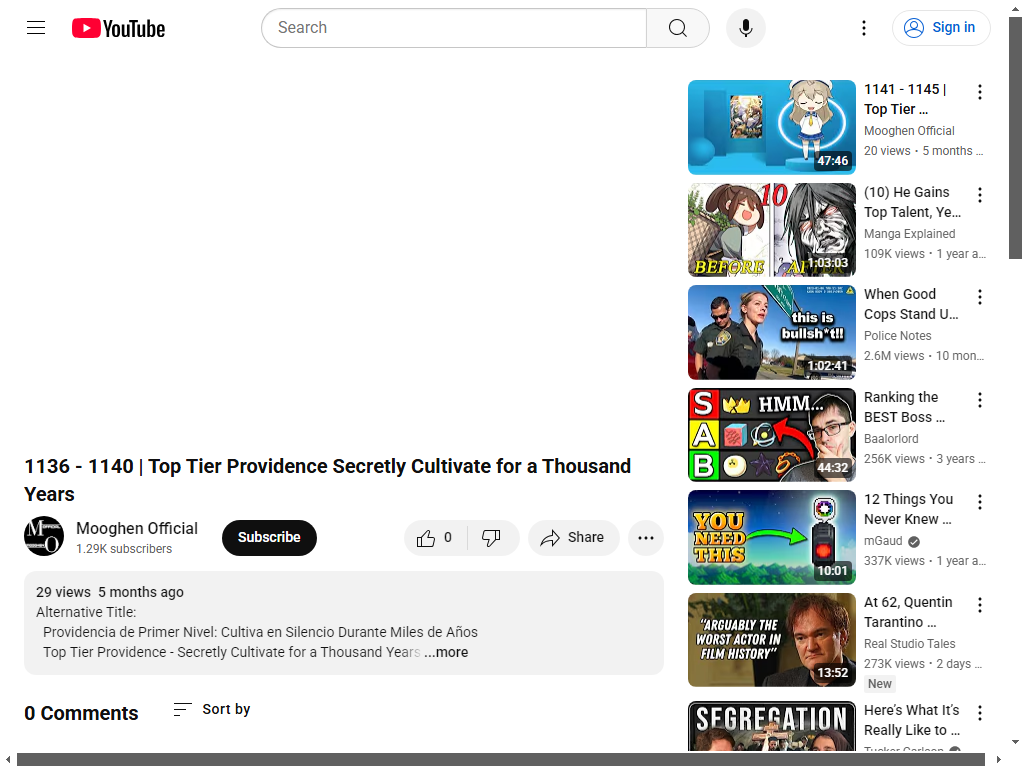 YouTube
Search
Sign in
1136 - 1140 | Top Tier Providence Secretly Cultivate for a Thousand
Years
Mooghen Official
1.29K subscribers
Subscribe
0
Share
29 views 5 months ago
Alternative Title:
Providencia de Primer Nivel: Cultiva en Silencio Durante Miles de Años
Top Tier Providence - Secretly Cultivate for a Thousand Years ...more
0 Comments
Sort by
47:46
1141 - 1145 |
Top Tier ...
Mooghen Official
20 views • 5 months ...
10
BEFORE AFTER
1:03:03
(10) He Gains
Top Talent, Ye...
Manga Explained
109K views • 1 year a...
this is
bullsh*t!!
1:02:41
When Good
Cops Stand U...
Police Notes
2.6M views • 10 mon...
S HMM...
A
B
44:32
Ranking the
BEST Boss ...
Baalorlord
256K views • 3 years ...
YOU
NEED
THIS
10:01
12 Things You
Never Knew ...
mGaud
337K views • 1 year a...
"ARGUABLY THE
WORST ACTOR IN
FILM HISTORY"
13:52
At 62, Quentin
Tarantino ...
Real Studio Tales
273K views • 2 days ...
New
SEGREGATION
Here's What It's
Really Like to ...
Tucker Carlson